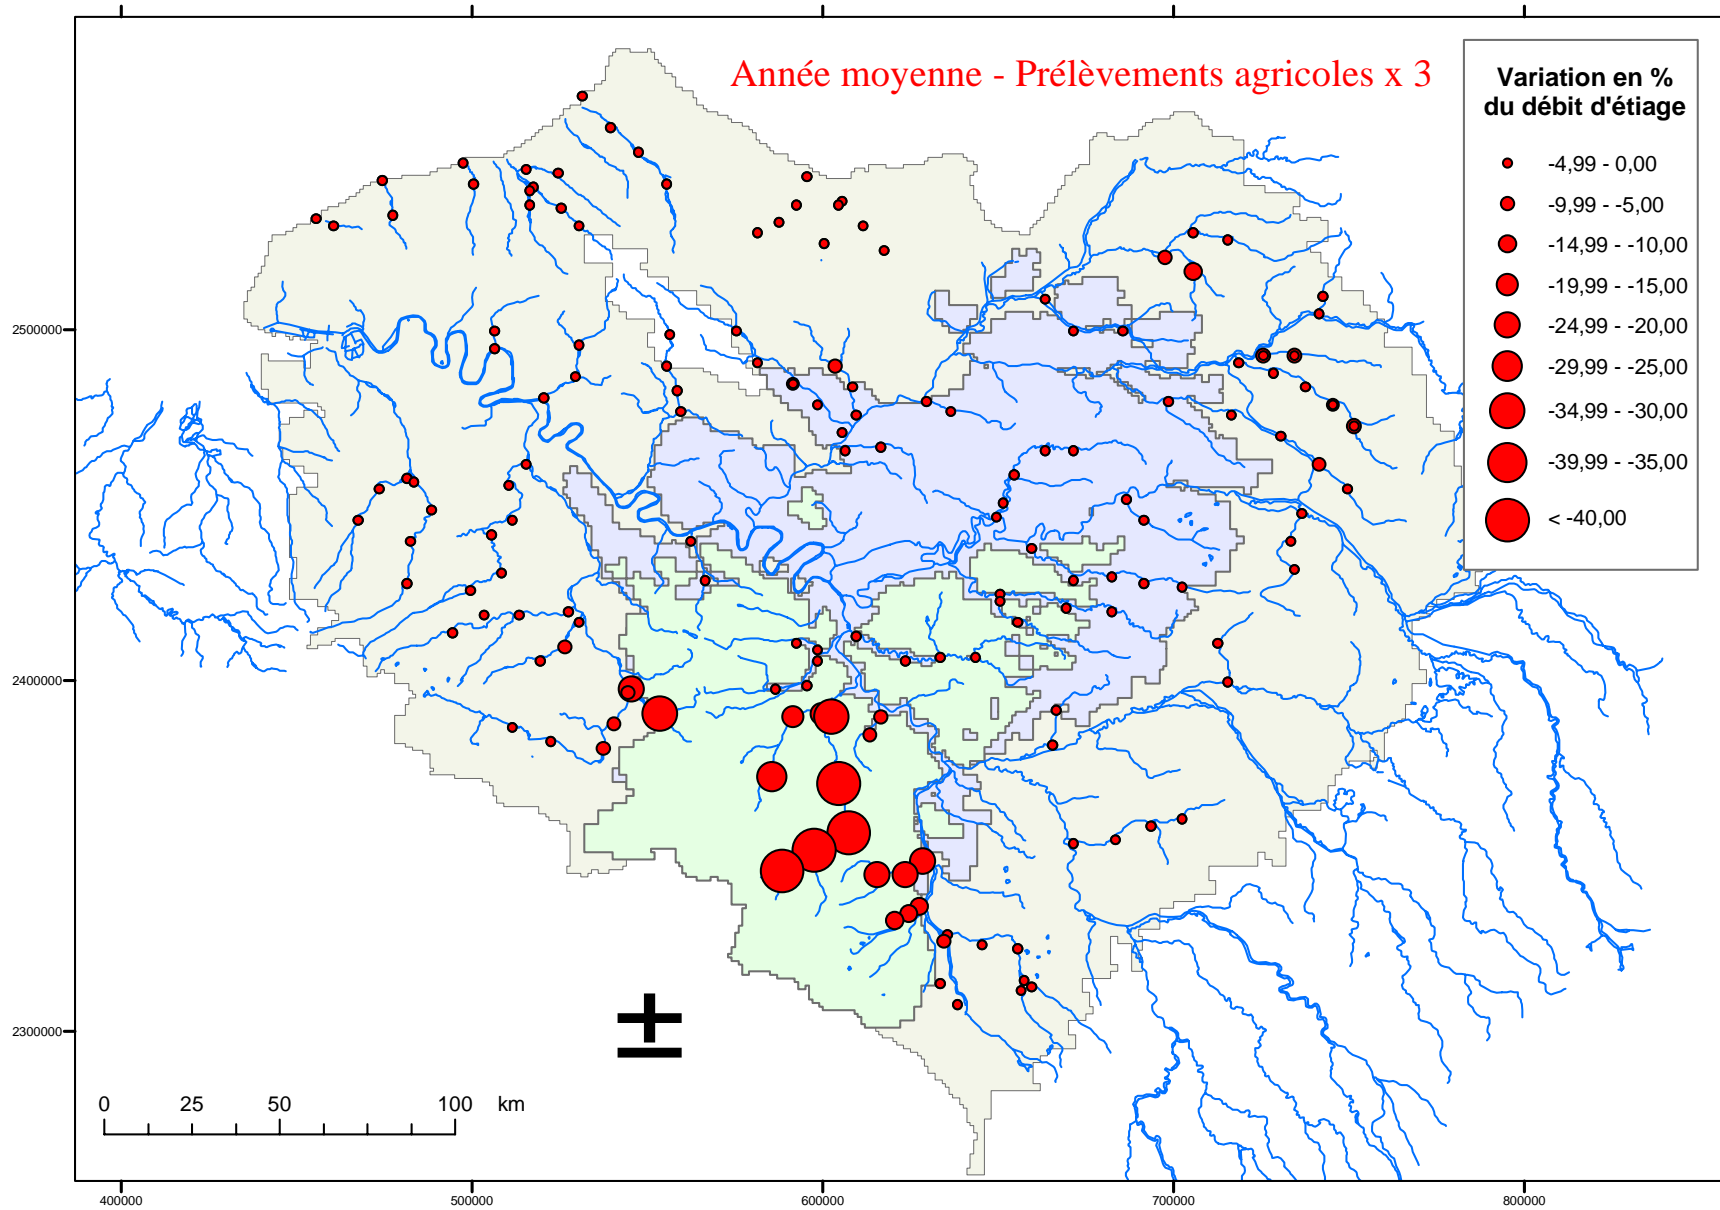 Année moyenne - Prélèvements agricoles x 3
Variation en %
du débit d'étiage
-4,99 - 0,00
-9,99 - -5,00
-14,99 - -10,00
-19,99 - -15,00
-24,99 - -20,00
-29,99 - -25,00
-34,99 - -30,00
-39,99 - -35,00
< -40,00
2500000
2400000
2300000
0 25 50 100 km
400000 500000 600000 700000 800000